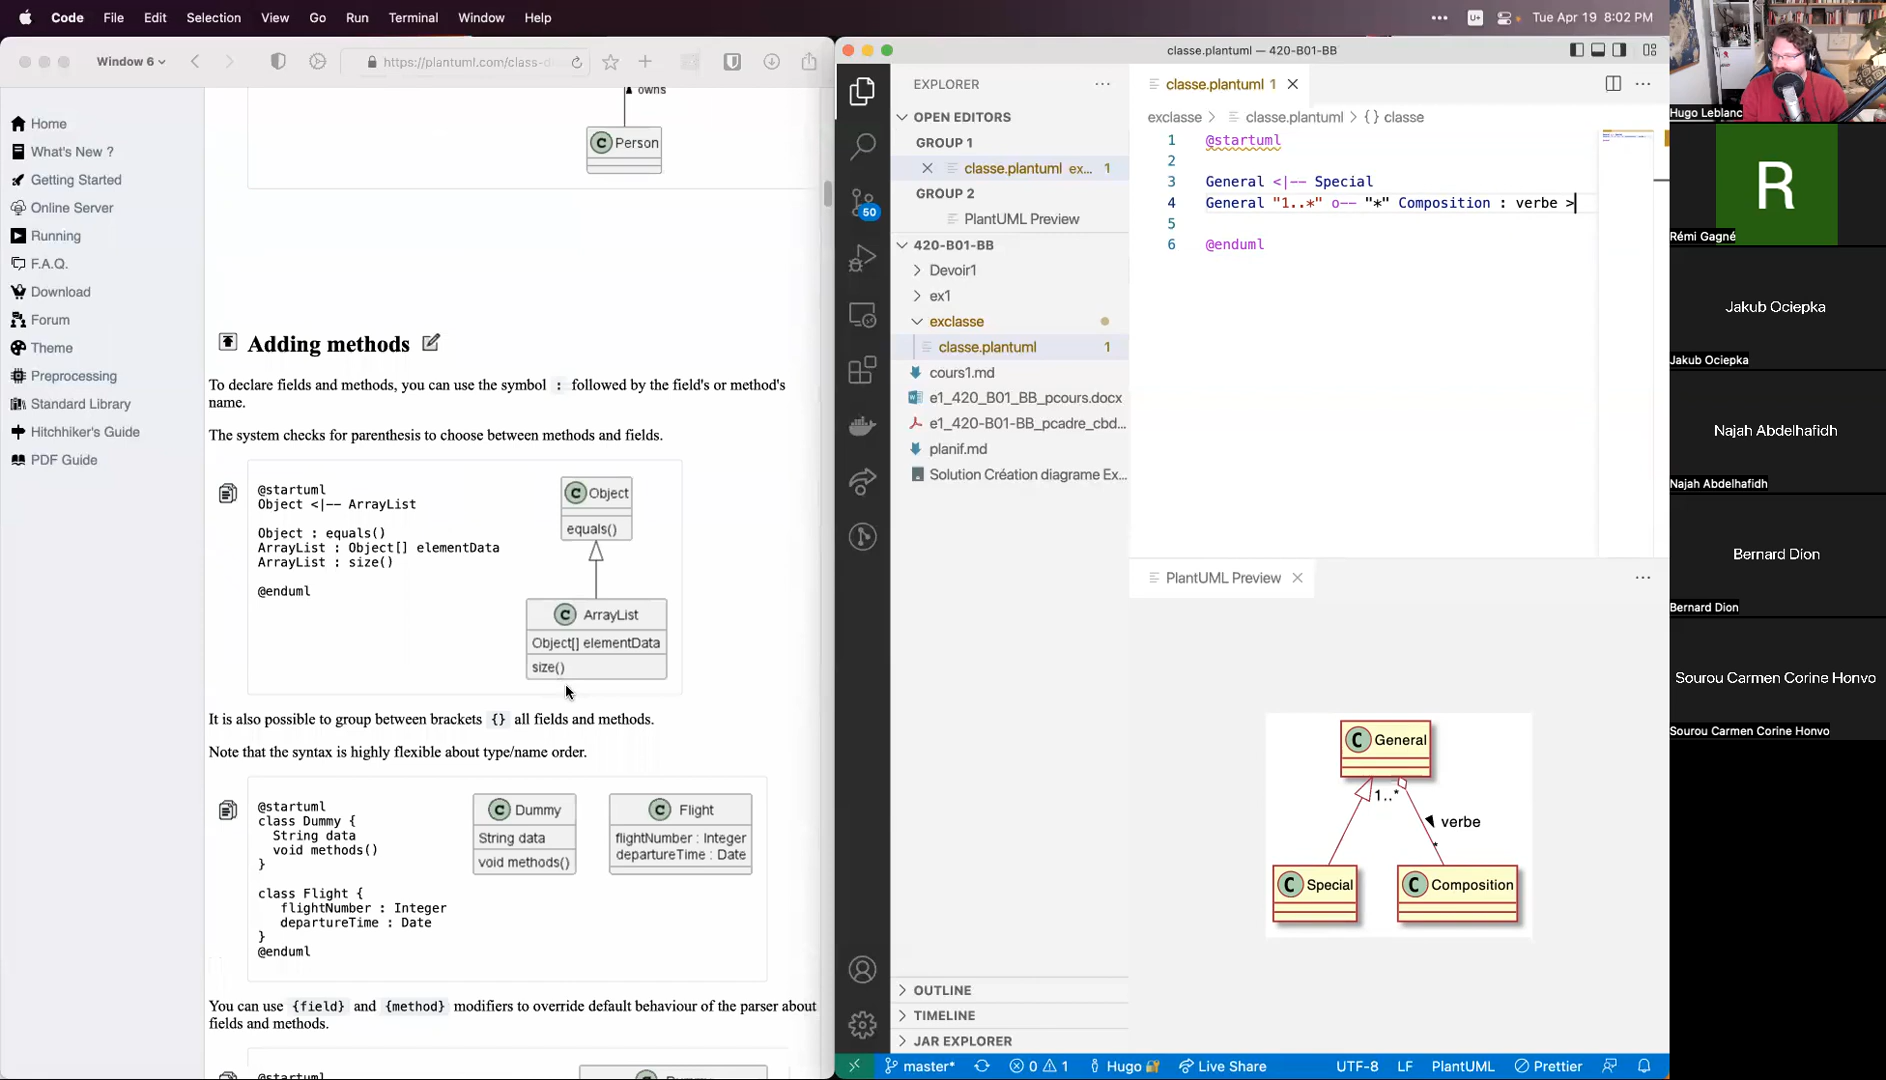 Code File Edit Selection View Go Run Terminal Window Help
Tue Apr 19 8:02 PM
Window 6
https://plantuml.com/class-d
Home
What's New ?
Getting Started
Online Server
Running
F.A.Q.
Download
Forum
Theme
Preprocessing
Standard Library
Hitchhiker's Guide
PDF Guide
owns
C Person
Adding methods
To declare fields and methods, you can use the symbol : followed by the field's or method's
name.
The system checks for parenthesis to choose between methods and fields.
@startuml
Object <|-- ArrayList
Object : equals()
ArrayList : Object[] elementData
ArrayList : size()
@enduml
C Object
equals()
C ArrayList
Object[] elementData
size()
It is also possible to group between brackets {} all fields and methods.
Note that the syntax is highly flexible about type/name order.
@startuml
class Dummy {
String data
void methods()
}
class Flight {
flightNumber : Integer
departureTime : Date
}
@enduml
C Dummy
String data
void methods()
C Flight
flightNumber : Integer
departureTime : Date
You can use {field} and {method} modifiers to override default behaviour of the parser about
fields and methods.
classe.plantuml — 420-B01-BB
EXPLORER
OPEN EDITORS
GROUP 1
classe.plantuml ex... 1
GROUP 2
PlantUML Preview
420-B01-BB
Devoir1
ex1
exclasse
classe.plantuml 1
cours1.md
e1_420_B01_BB_pcours.docx
e1_420-B01-BB_pcadre_cbd...
planif.md
Solution Création diagrame Ex...
OUTLINE
TIMELINE
JAR EXPLORER
50
classe.plantuml 1
exclasse > classe.plantuml > {} classe
1 @startuml
2
3 General <|-- Special
4 General "1..*" o-- "*" Composition : verbe >
5
6 @enduml
PlantUML Preview
C General
1..*
verbe
*
C Special
C Composition
master* 0 1 Hugo Live Share UTF-8 LF PlantUML Prettier
Hugo Leblanc
R
Rémi Gagné
Jakub Ociepka
Jakub Ociepka
Najah Abdelhafidh
Najah Abdelhafidh
Bernard Dion
Bernard Dion
Sourou Carmen Corine Honvo
Sourou Carmen Corine Honvo